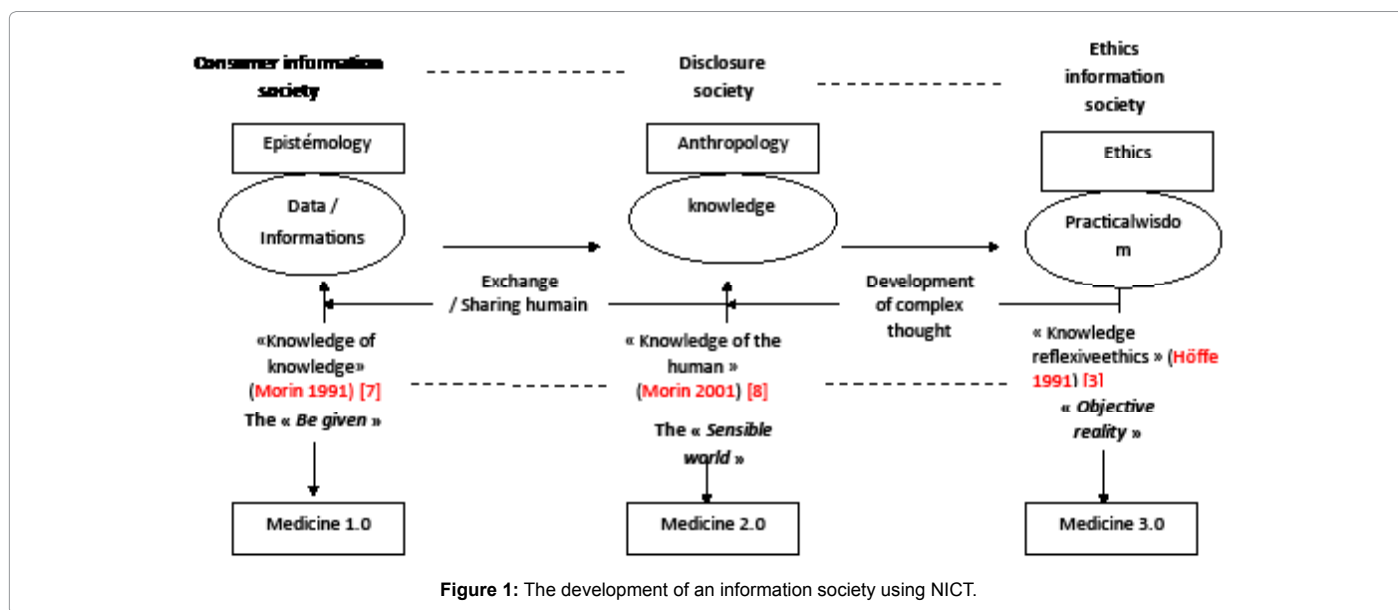 Consumer information
society
Disclosure
society
Ethics
information
society
Epistémology
Anthropology
Ethics
Data /
Informations
knowledge
Practicalwisdo
m
Exchange
/ Sharing humain
Development
of complex
thought
«Knowledge of
knowledge»
(Morin 1991) [7]
The « Be given »
« Knowledge of the
human »
(Morin 2001) [8]
The « Sensible
world »
« Knowledge
reflexiveethics » (Höffe
1991) [3]
« Objective
reality »
Medicine 1.0
Medicine 2.0
Medicine 3.0
Figure 1: The development of an information society using NICT.